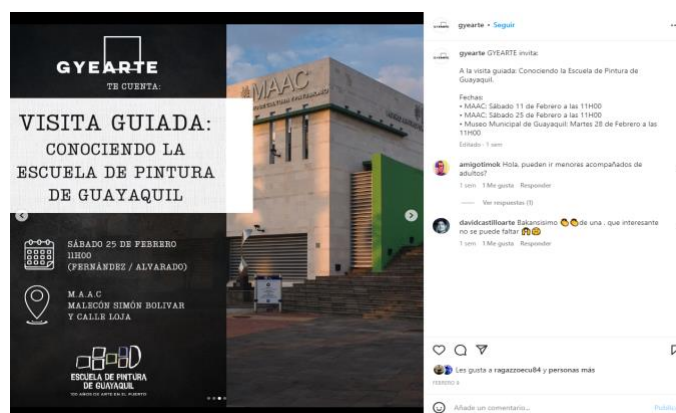 GYEARTE
TE CUENTA:
VISITA GUIADA:
CONOCIENDO LA
ESCUELA DE PINTURA
DE GUAYAQUIL
SÁBADO 25 DE FEBRERO
11H00
(FERNÁNDEZ / ALVARADO)
M.A.A.C
MALECÓN SIMÓN BOLIVAR
Y CALLE LOJA
ESCUELA DE PINTURA
DE GUAYAQUIL
MAAC
gyearte • Seguir
gyearte GYEARTE invita:
A la visita guiada: Conociendo la Escuela de Pintura de
Guayaquil.
Fechas:
• MAAC: Sábado 11 de Febrero a las 11H00
• MAAC: Sábado 25 de Febrero a las 11H00
• Museo Municipal de Guayaquil: Martes 28 de Febrero a las
11H00
Editado · 1 sem
amigotimok Hola, pueden ir menores acompañados de
adultos?
1 sem 1 Me gusta Responder
Ver respuestas (1)
davidcastilloarte Bakansisimo 👏👏 de una . que interesante
no se puede faltar
1 sem 1 Me gusta Responder
Les gusta a ragazzoecu84 y personas más
Añade un comentario...